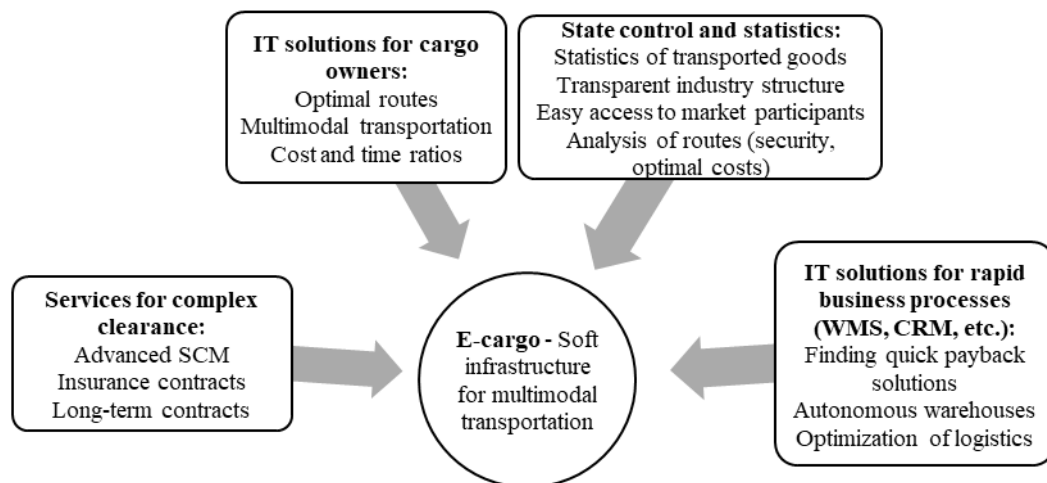 IT solutions for cargo
owners:
Optimal routes
Multimodal transportation
Cost and time ratios
State control and statistics:
Statistics of transported goods
Transparent industry structure
Easy access to market participants
Analysis of routes (security,
optimal costs)
Services for complex
clearance:
Advanced SCM
Insurance contracts
Long-term contracts
E-cargo - Soft
infrastructure
for multimodal
transportation
IT solutions for rapid
business processes
(WMS, CRM, etc.):
Finding quick payback
solutions
Autonomous warehouses
Optimization of logistics